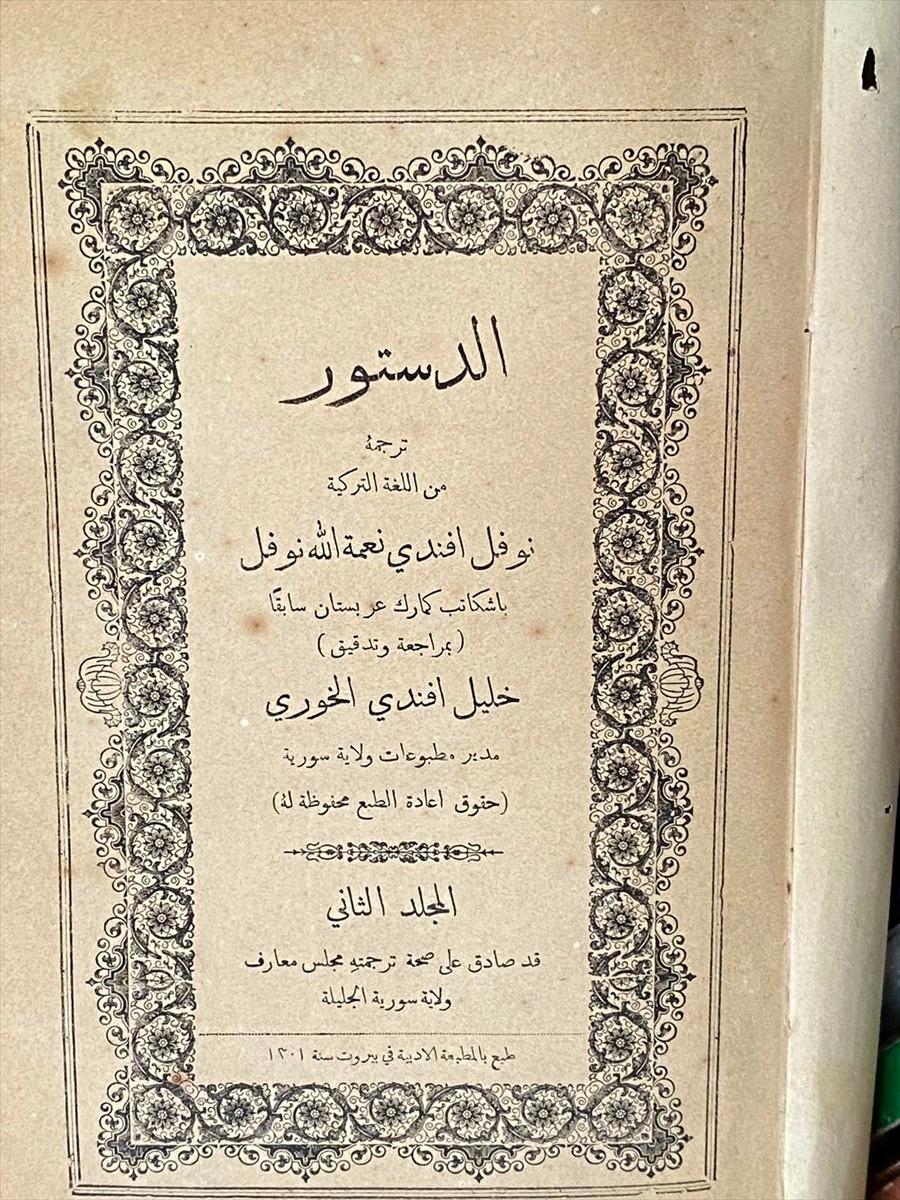 الدستور
ترجمهُ
من اللغة التركية
نوفل افندي نعمة الله نوفل
باشكاتب كمارك عربستان سابقًا
(بمراجعة وتدقيق)
خليل افندي الخوري
مدير مطبوعات ولاية سورية
(حقوق اعادة الطبع محفوظة لهُ)
المجلد الثاني
قد صادق على صحة ترجمتهِ مجلس معارف
ولاية سورية الجليلة
طبع بالمطبعة الادبية في بيروت سنة ١٣٠١